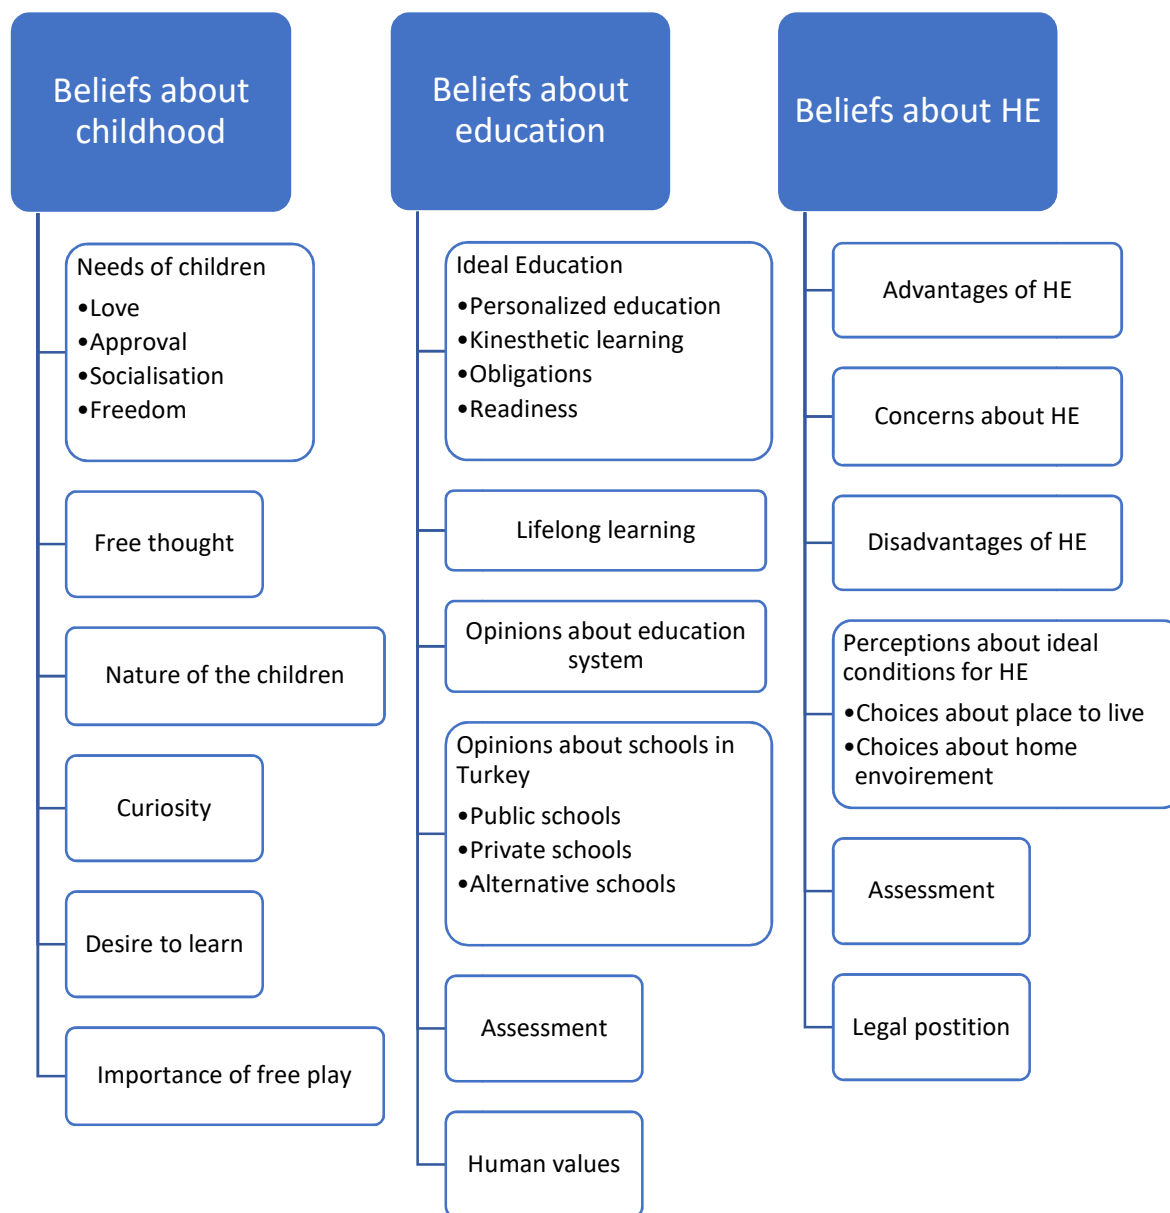 Beliefs about
childhood
Needs of children
•Love
•Approval
•Socialisation
•Freedom
Free thought
Nature of the children
Curiosity
Desire to learn
Importance of free play
Beliefs about
education
Ideal Education
•Personalized education
•Kinesthetic learning
•Obligations
•Readiness
Lifelong learning
Opinions about education
system
Opinions about schools in
Turkey
•Public schools
•Private schools
•Alternative schools
Assessment
Human values
Beliefs about HE
Advantages of HE
Concerns about HE
Disadvantages of HE
Perceptions about ideal
conditions for HE
•Choices about place to live
•Choices about home
envoirement
Assessment
Legal postition